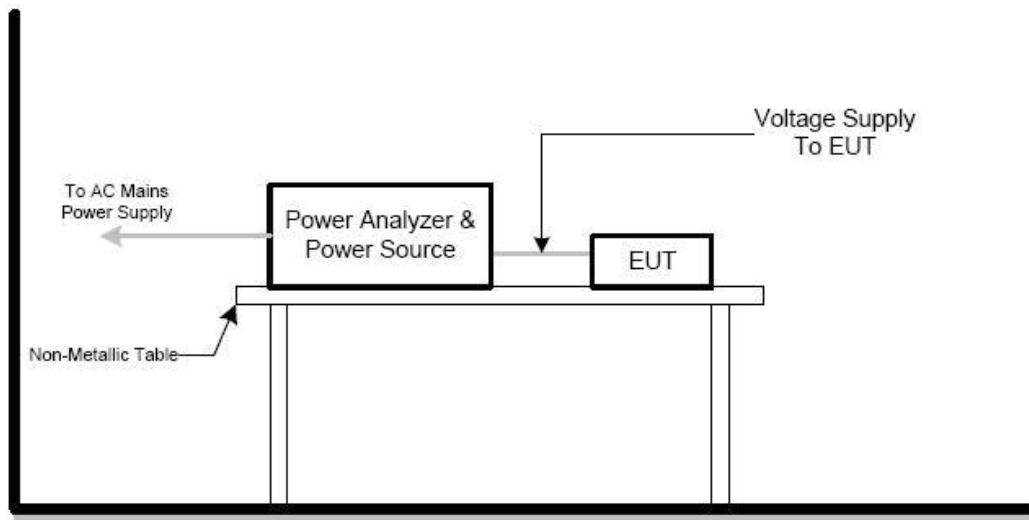 Voltage Supply
To EUT
To AC Mains
Power Supply
Power Analyzer &
Power Source
EUT
Non-Metallic Table